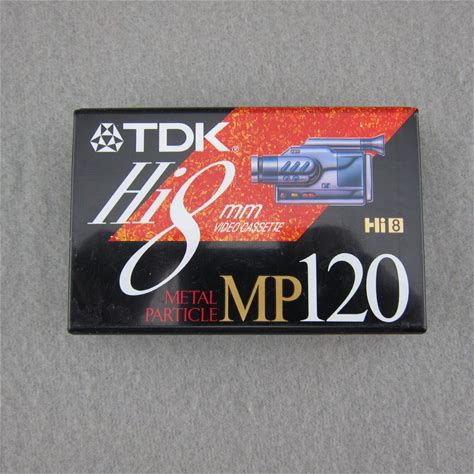 TDK®
Hi8
mm
VIDEO CASSETTE
Hi8
METAL
PARTICLE
MP120